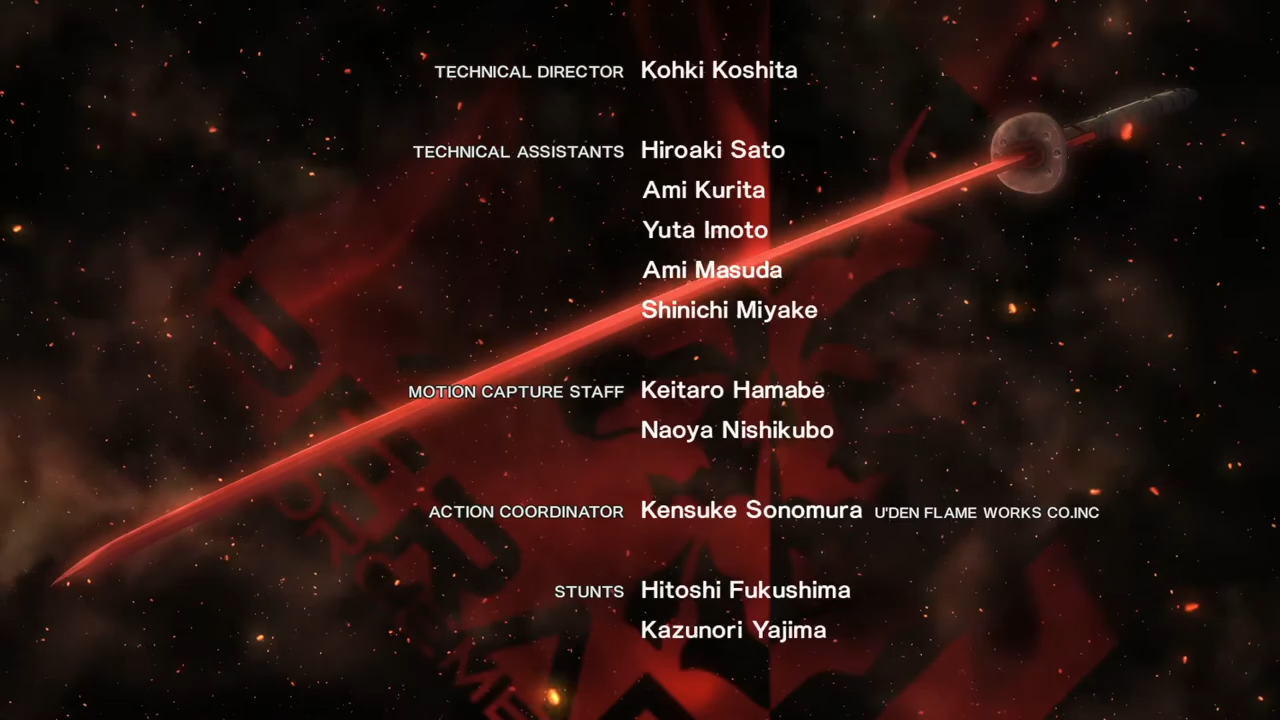 TECHNICAL DIRECTOR Kohki Koshita
TECHNICAL ASSISTANTS Hiroaki Sato
Ami Kurita
Yuta Imoto
Ami Masuda
Shinichi Miyake
MOTION CAPTURE STAFF Keitaro Hamabe
Naoya Nishikubo
ACTION COORDINATOR Kensuke Sonomura U'DEN FLAME WORKS CO.INC
STUNTS Hitoshi Fukushima
Kazunori Yajima